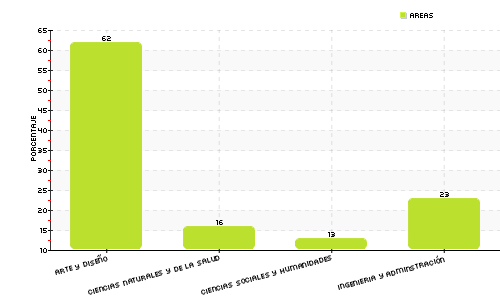 AREAS
65
60
55
50
45
40
35
30
25
20
15
10
PORCENTAJE
62
16
13
23
ARTE Y DISEÑO
CIENCIAS NATURALES Y DE LA SALUD
CIENCIAS SOCIALES Y HUMANIDADES
INGENIERIA Y ADMINSTRACIÓN